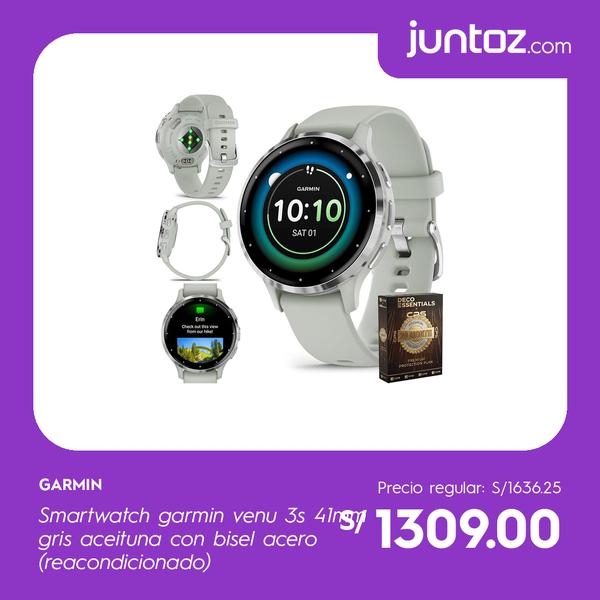 juntoz.com
GARMIN
10:10
SAT 01
Erin
Check out this view
from our hike!
DECO
ESSENTIALS
CPS
PREMIUM
PROTECTION PLAN
GARMIN
Precio regular: S/1636.25
Smartwatch garmin venu 3s 41mm
gris aceituna con bisel acero
(reacondicionado)
S/ 1309.00